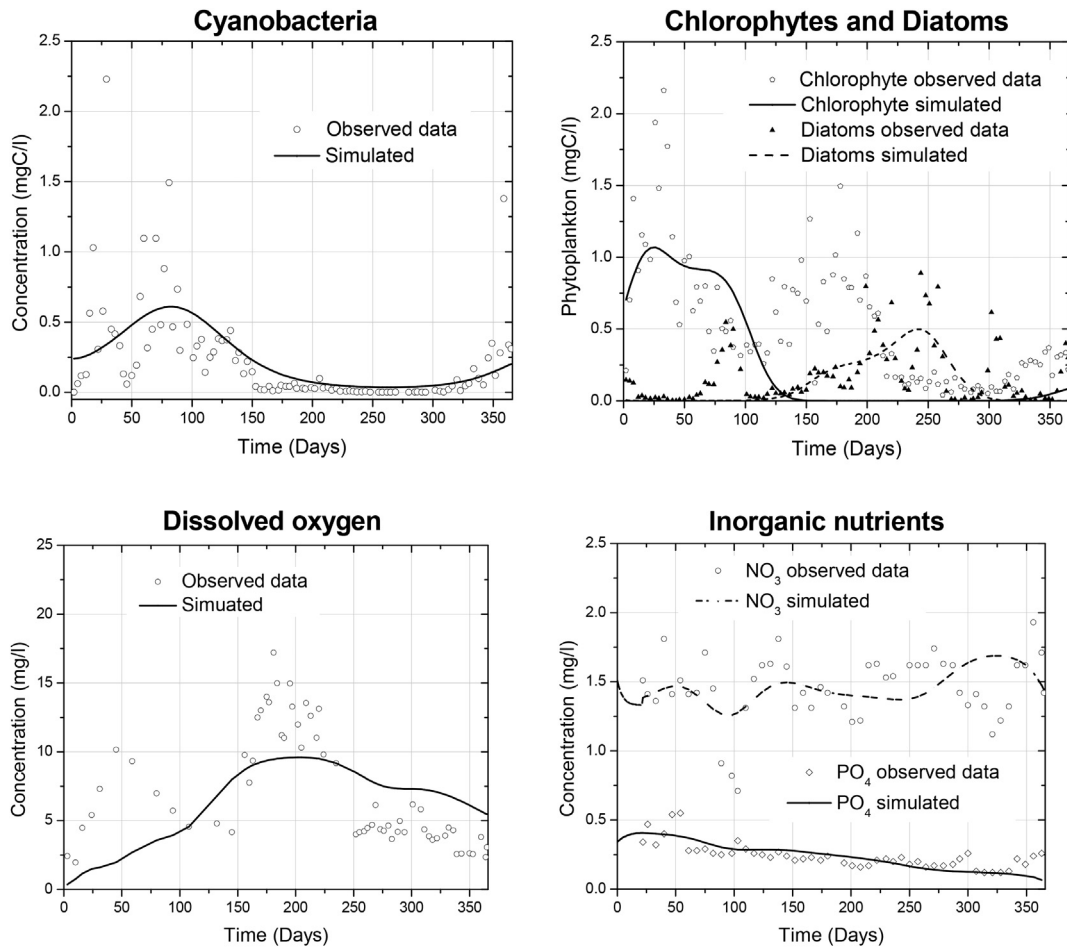 Cyanobacteria
2.5
2.0
1.5
1.0
0.5
0.0
Concentration (mgC/l)
Observed data
Simulated
0 50 100 150 200 250 300 350
Time (Days)
Chlorophytes and Diatoms
2.5
2.0
1.5
1.0
0.5
0.0
Phytoplankton (mgC/l)
Chlorophyte observed data
Chlorophyte simulated
Diatoms observed data
Diatoms simulated
0 50 100 150 200 250 300 350
Time (Days)
Dissolved oxygen
25
20
15
10
5
0
Concentration (mg/l)
Observed data
Simuated
0 50 100 150 200 250 300 350
Time (Days)
Inorganic nutrients
2.5
2.0
1.5
1.0
0.5
0.0
Concentration (mg/l)
NO3 observed data
NO3 simulated
PO4 observed data
PO4 simulated
0 50 100 150 200 250 300 350
Time (Days)